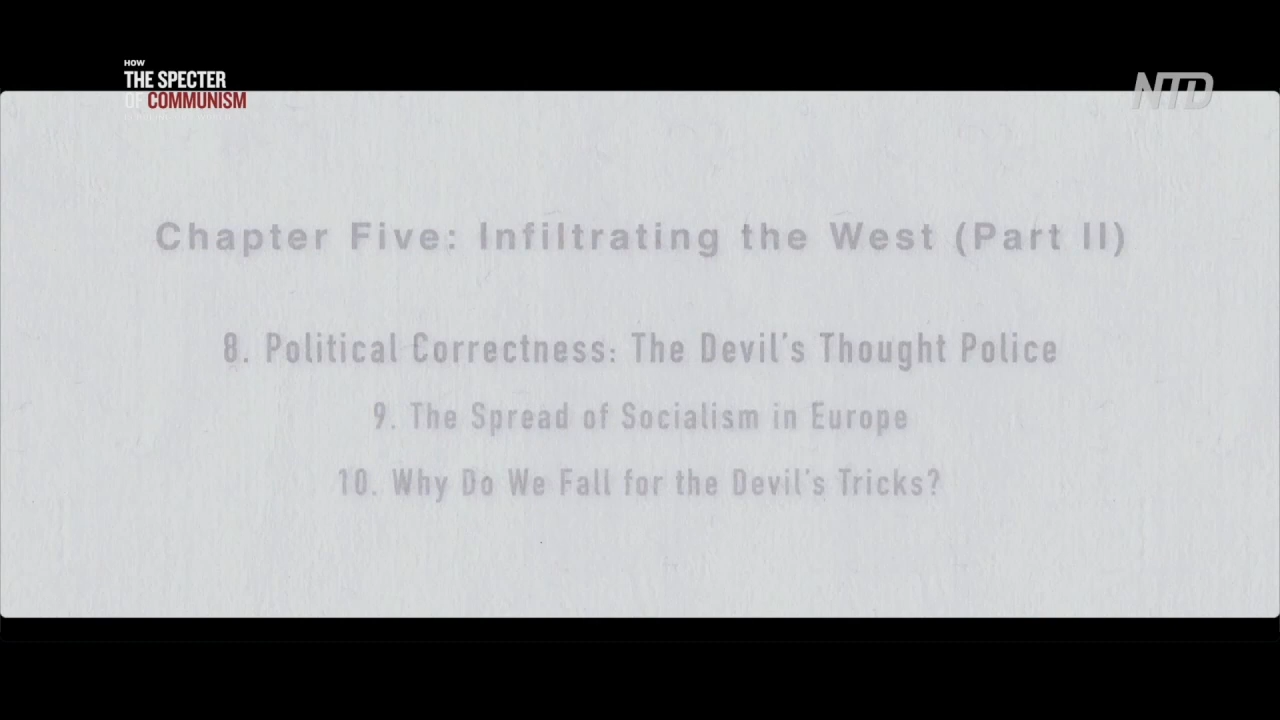 HOW
THE SPECTER
OF COMMUNISM
NTD
Chapter Five: Infiltrating the West (Part II)
8. Political Correctness: The Devil's Thought Police
9. The Spread of Socialism in Europe
10. Why Do We Fall for the Devil's Tricks?